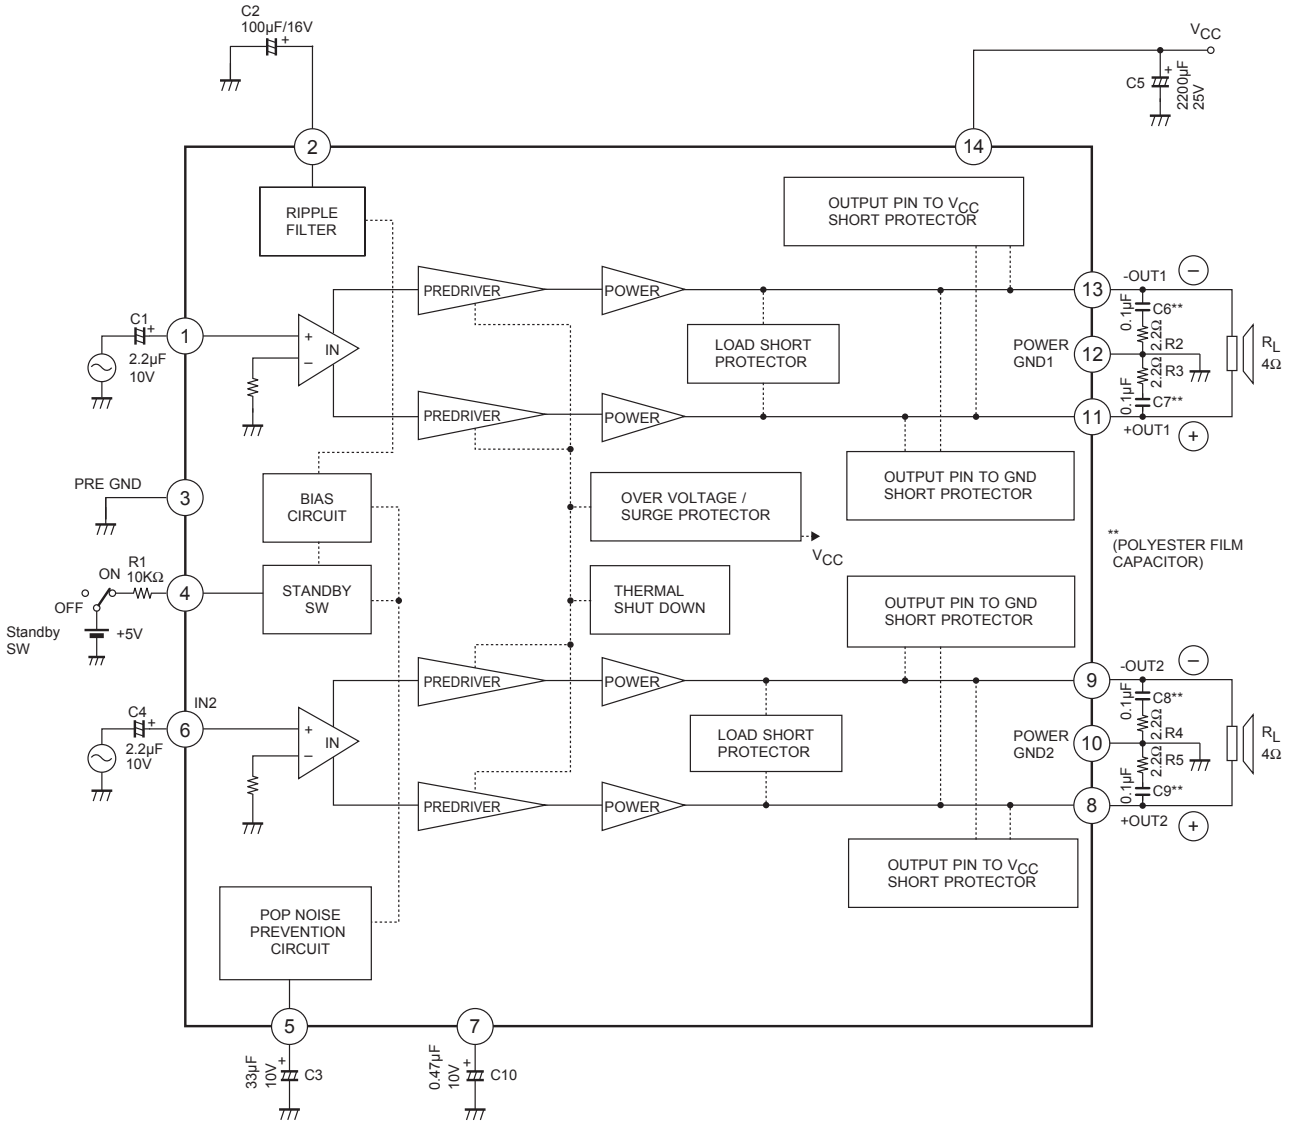 C2
100µF/16V
VCC
C5
+
2200µF
25V
+
2
14
RIPPLE
FILTER
OUTPUT PIN TO VCC
SHORT PROTECTOR
PREDRIVER
POWER
13
-OUT1
−
C1
+
2.2µF
10V
1
+
−
IN
LOAD SHORT
PROTECTOR
POWER
GND1
12
0.1µF
C6**
2.2Ω
R2
2.2Ω
R3
0.1µF
C7**
RL
4Ω
PREDRIVER
POWER
11
+OUT1
+
PRE GND
3
BIAS
CIRCUIT
OVER VOLTAGE /
SURGE PROTECTOR
VCC
OUTPUT PIN TO GND
SHORT PROTECTOR
**
(POLYESTER FILM
CAPACITOR)
R1
10KΩ
ON
OFF
Standby
SW
+5V
4
STANDBY
SW
THERMAL
SHUT DOWN
OUTPUT PIN TO GND
SHORT PROTECTOR
PREDRIVER
POWER
9
-OUT2
−
IN2
C4
+
2.2µF
10V
6
+
−
IN
LOAD SHORT
PROTECTOR
POWER
GND2
10
0.1µF
C8**
2.2Ω
R4
2.2Ω
R5
0.1µF
C9**
RL
4Ω
PREDRIVER
POWER
8
+OUT2
+
OUTPUT PIN TO VCC
SHORT PROTECTOR
POP NOISE
PREVENTION
CIRCUIT
5
7
33µF
10V
+
C3
0.47µF
10V
+
C10